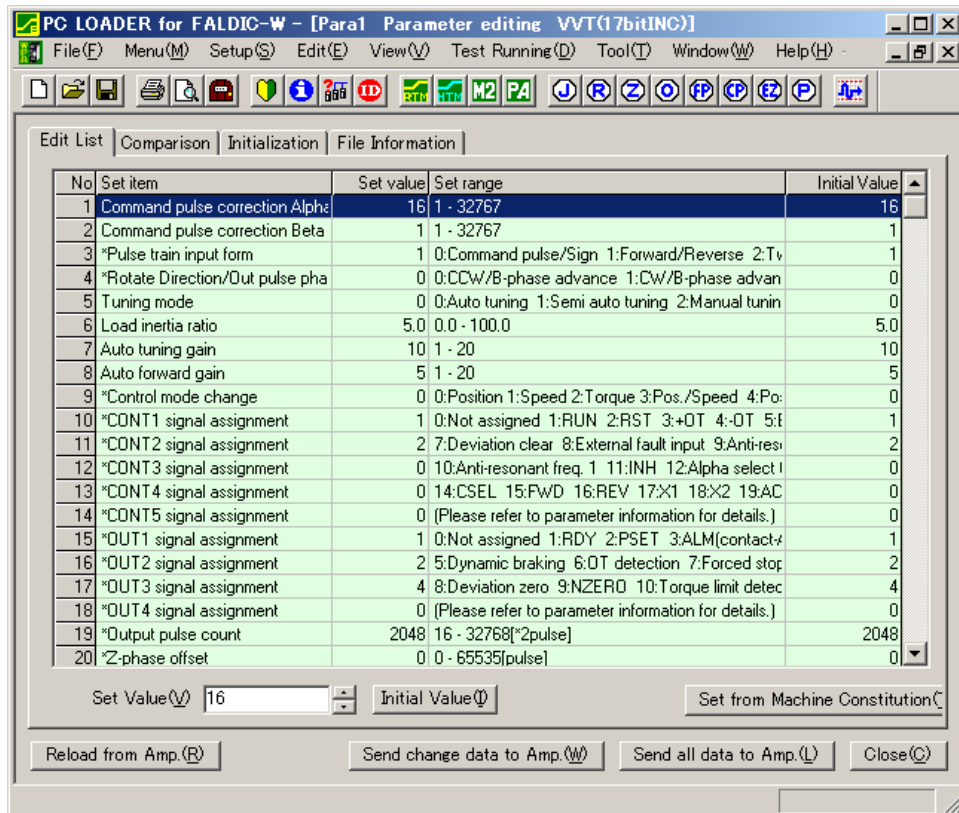 PC LOADER for FALDIC-W - [Para1 Parameter editing VVT(17bitINC)]
File(F) Menu(M) Setup(S) Edit(E) View(V) Test Running(D) Tool(T) Window(W) Help(H) -
ID RTM HTM M2 PA J R Z O FP CP EZ P
Edit List Comparison Initialization File Information
No Set item Set value Set range Initial Value
1 Command pulse correction Alpha 16 1 - 32767 16
2 Command pulse correction Beta 1 1 - 32767 1
3 *Pulse train input form 1 0:Command pulse/Sign 1:Forward/Reverse 2:Tw 1
4 *Rotate Direction/Out pulse pha 0 0:CCW/B-phase advance 1:CW/B-phase advan 0
5 Tuning mode 0 0:Auto tuning 1:Semi auto tuning 2:Manual tunin 0
6 Load inertia ratio 5.0 0.0 - 100.0 5.0
7 Auto tuning gain 10 1 - 20 10
8 Auto forward gain 5 1 - 20 5
9 *Control mode change 0 0:Position 1:Speed 2:Torque 3:Pos./Speed 4:Po 0
10 *CONT1 signal assignment 1 0:Not assigned 1:RUN 2:RST 3:+OT 4:-OT 5:E 1
11 *CONT2 signal assignment 2 7:Deviation clear 8:External fault input 9:Anti-res 2
12 *CONT3 signal assignment 0 10:Anti-resonant freq. 1 11:INH 12:Alpha select 0
13 *CONT4 signal assignment 0 14:CSEL 15:FWD 16:REV 17:X1 18:X2 19:AC 0
14 *CONT5 signal assignment 0 (Please refer to parameter information for details.) 0
15 *OUT1 signal assignment 1 0:Not assigned 1:RDY 2:PSET 3:ALM(contact-A 1
16 *OUT2 signal assignment 2 5:Dynamic braking 6:OT detection 7:Forced stop 2
17 *OUT3 signal assignment 4 8:Deviation zero 9:NZERO 10:Torque limit detec 4
18 *OUT4 signal assignment 0 (Please refer to parameter information for details.) 0
19 *Output pulse count 2048 16 - 32768[*2pulse] 2048
20 *Z-phase offset 0 0 - 65535[pulse] 0
Set Value(V) 16 Initial Value(I) Set from Machine Constitution(
Reload from Amp.(R) Send change data to Amp.(W) Send all data to Amp.(L) Close(C)